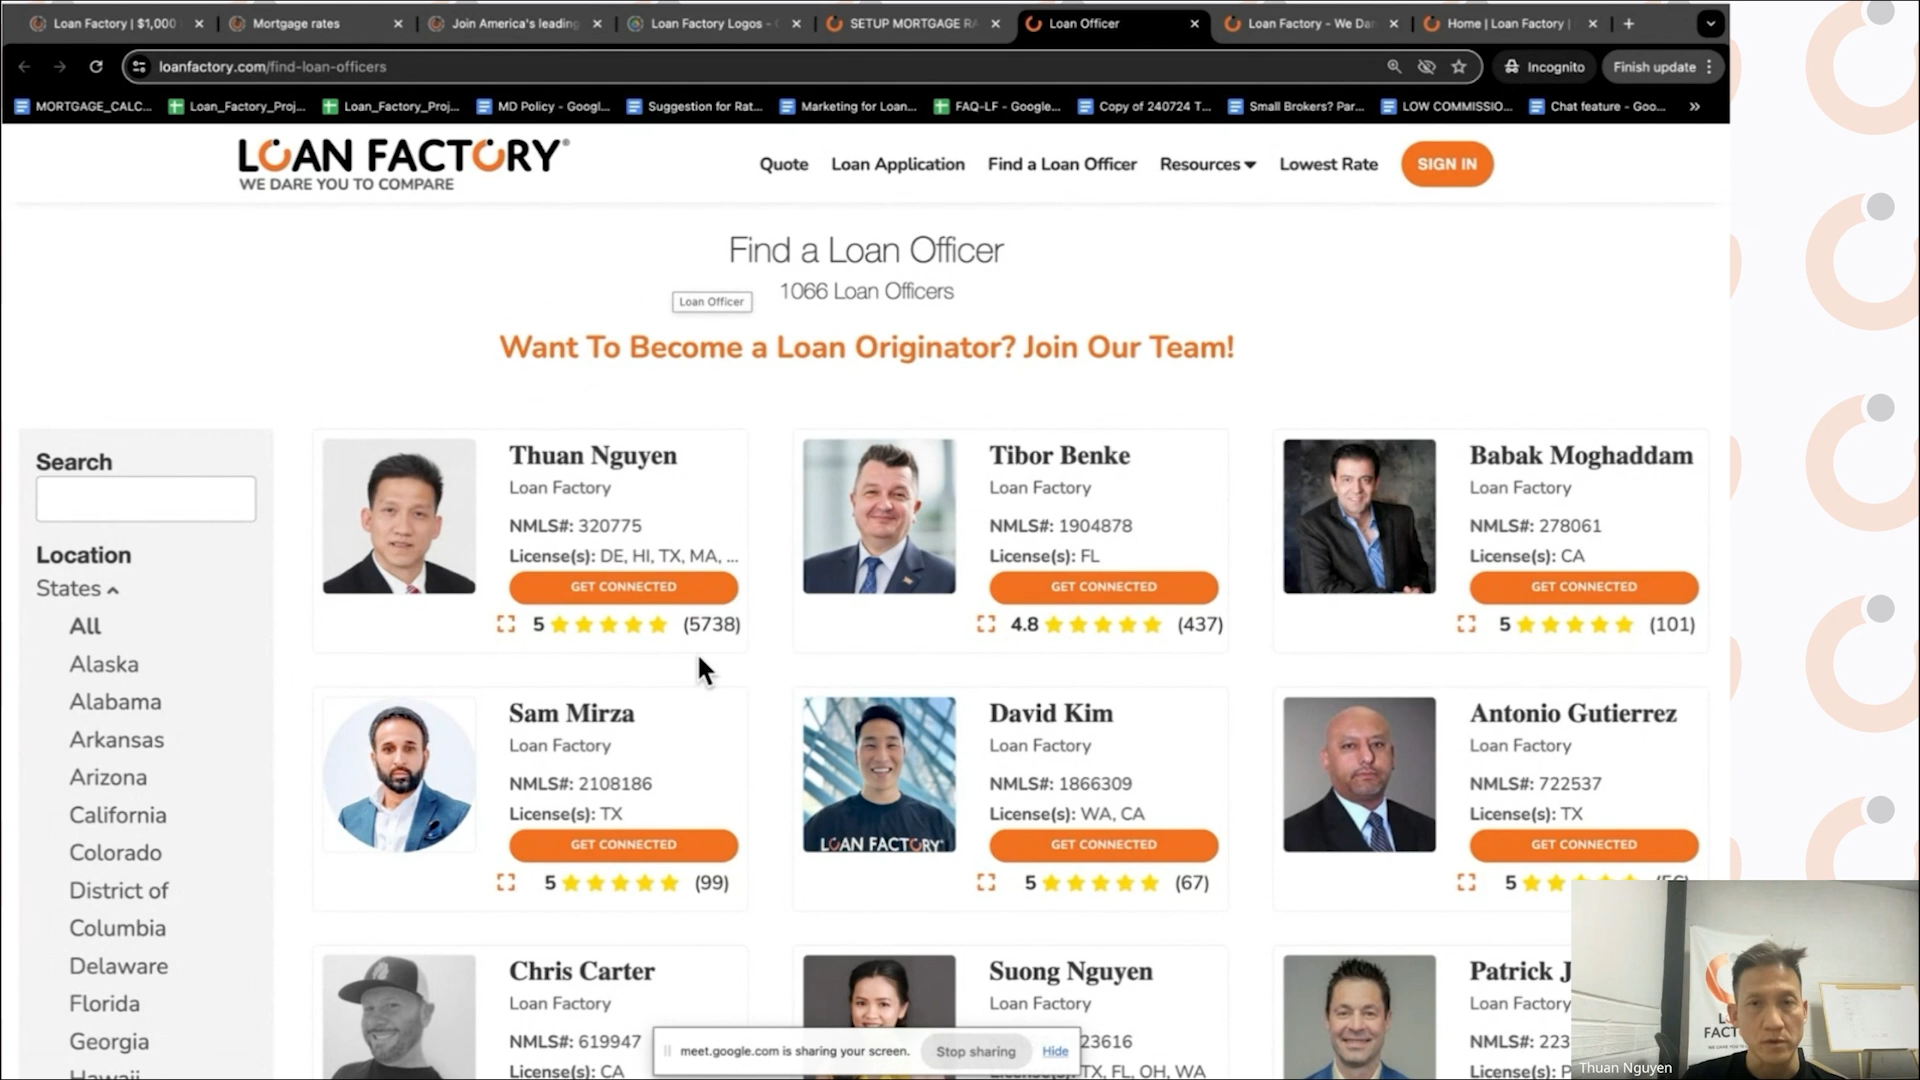 Loan Factory | $1,000
Mortgage rates
Join America's leading
Loan Factory Logos -
SETUP MORTGAGE RA
Loan Officer
Loan Factory - We Da
Home | Loan Factory |
loanfactory.com/find-loan-officers
Incognito
Finish update
MORTGAGE_CALC...
Loan_Factory_Proj...
Loan_Factory_Proj...
MD Policy - Googl...
Suggestion for Rat...
Marketing for Loan...
FAQ-LF - Google...
Copy of 240724 T...
Small Brokers? Par...
LOW COMMISSIO...
Chat feature - Goo...
LOAN FACTORY®
WE DARE YOU TO COMPARE
Quote
Loan Application
Find a Loan Officer
Resources
Lowest Rate
SIGN IN
Find a Loan Officer
1066 Loan Officers
Loan Officer
Want To Become a Loan Originator? Join Our Team!
Search
Location
States
All
Alaska
Alabama
Arkansas
Arizona
California
Colorado
District of
Columbia
Delaware
Florida
Georgia
Hawaii
Thuan Nguyen
Loan Factory
NMLS#: 320775
License(s): DE, HI, TX, MA, ...
GET CONNECTED
5 (5738)
Tibor Benke
Loan Factory
NMLS#: 1904878
License(s): FL
GET CONNECTED
4.8 (437)
Babak Moghaddam
Loan Factory
NMLS#: 278061
License(s): CA
GET CONNECTED
5 (101)
Sam Mirza
Loan Factory
NMLS#: 2108186
License(s): TX
GET CONNECTED
5 (99)
David Kim
Loan Factory
NMLS#: 1866309
License(s): WA, CA
GET CONNECTED
5 (67)
LOAN FACTORY
Antonio Gutierrez
Loan Factory
NMLS#: 722537
License(s): TX
GET CONNECTED
5
Chris Carter
Loan Factory
NMLS#: 619947
License(s): CA
Suong Nguyen
Loan Factory
23616
TX, FL, OH, WA
Patrick J
Loan Factory
NMLS#: 223
License(s): P
meet.google.com is sharing your screen.
Stop sharing
Hide
Thuan Nguyen